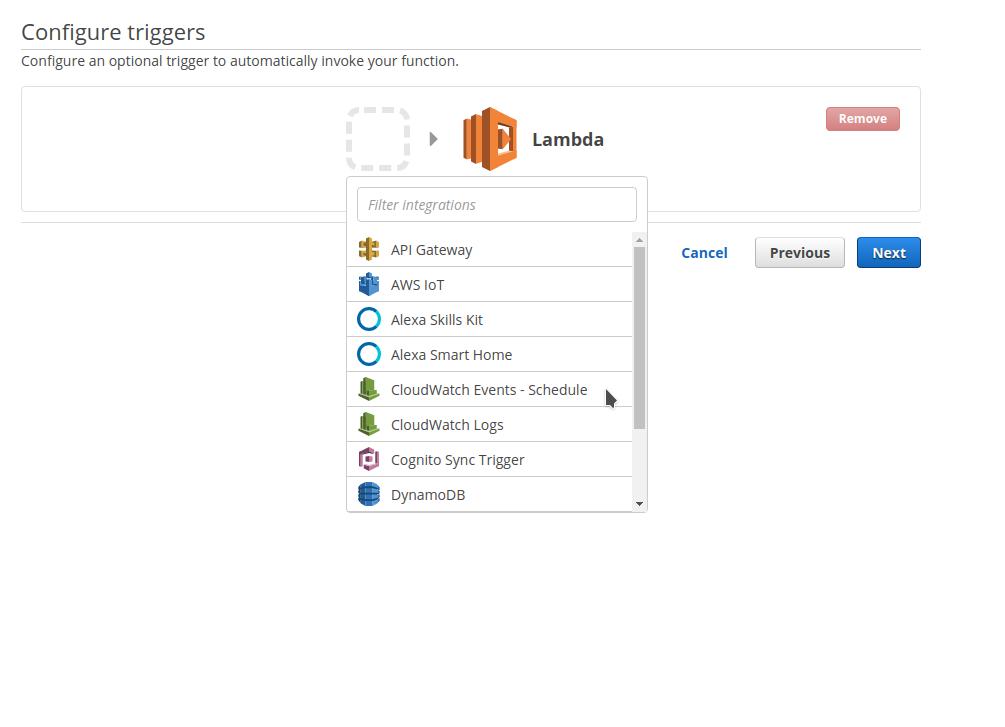 Configure triggers
Configure an optional trigger to automatically invoke your function.
Lambda
Remove
Filter integrations
API Gateway
AWS IoT
Alexa Skills Kit
Alexa Smart Home
CloudWatch Events - Schedule
CloudWatch Logs
Cognito Sync Trigger
DynamoDB
Cancel
Previous
Next